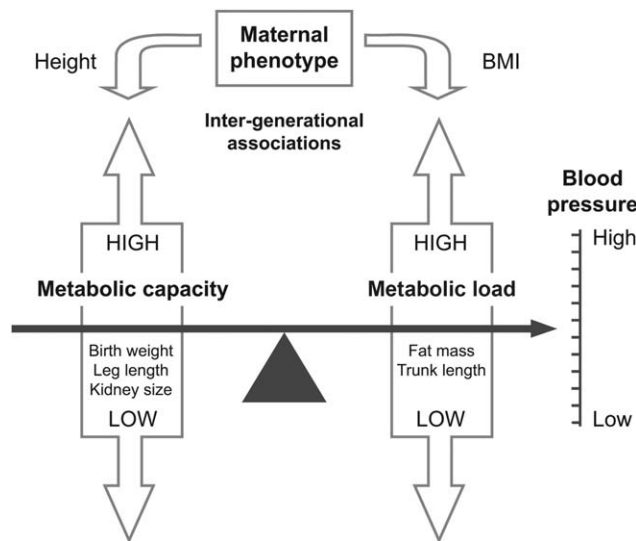 Maternal
phenotype
Height
BMI
Inter-generational
associations
Blood
pressure
HIGH
HIGH
High
Metabolic capacity
Metabolic load
Birth weight
Leg length
Kidney size
Fat mass
Trunk length
LOW
LOW
Low